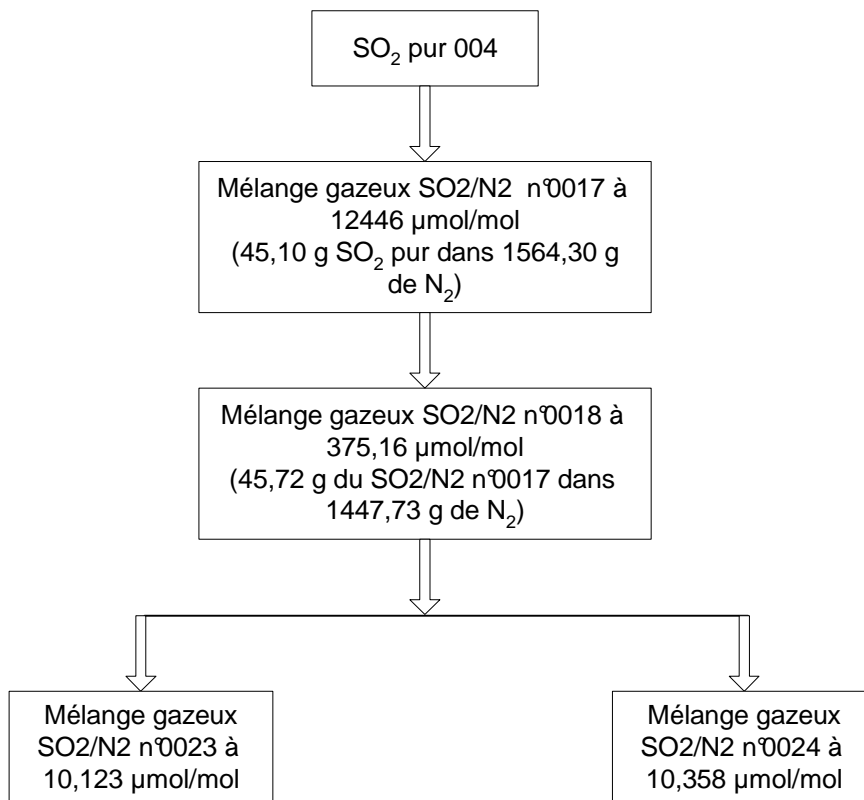 SO₂ pur 004
Mélange gazeux SO2/N2 n°0017 à
12446 µmol/mol
(45,10 g SO₂ pur dans 1564,30 g
de N₂)
Mélange gazeux SO2/N2 n°0018 à
375,16 µmol/mol
(45,72 g du SO2/N2 n°0017 dans
1447,73 g de N₂)
Mélange gazeux
SO2/N2 n°0023 à
10,123 µmol/mol
Mélange gazeux
SO2/N2 n°0024 à
10,358 µmol/mol